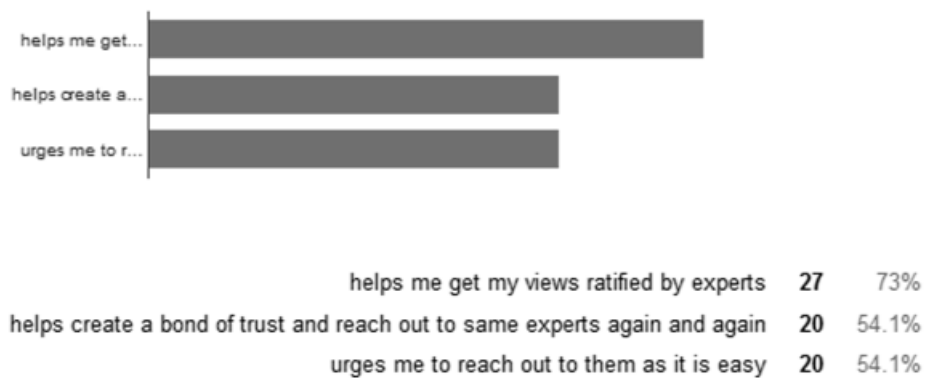 helps me get...
helps create a...
urges me to r...
helps me get my views ratified by experts 27 73%
helps create a bond of trust and reach out to same experts again and again 20 54.1%
urges me to reach out to them as it is easy 20 54.1%